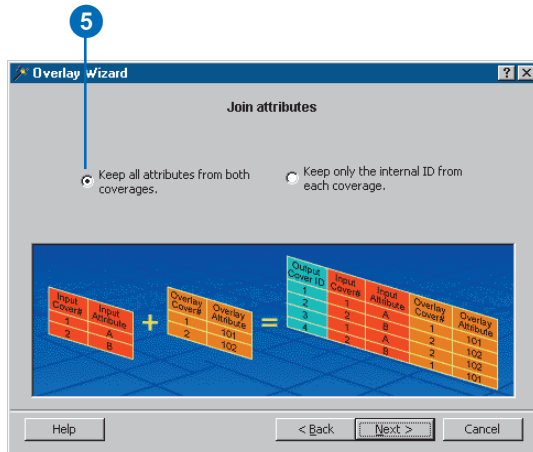 5
Overlay Wizard
Join attributes
Keep all attributes from both
coverages.
Keep only the internal ID from
each coverage.
Input Cover# Input Attribute
1 A
2 B
+
Overlay Cover# Overlay Attribute
1 101
2 102
=
Output Cover ID Input Cover# Input Attribute Overlay Cover# Overlay Attribute
1 1 A 1 101
2 2 B 2 102
3 1 A 2 102
4 2 B 1 101
Help
< Back
Next >
Cancel